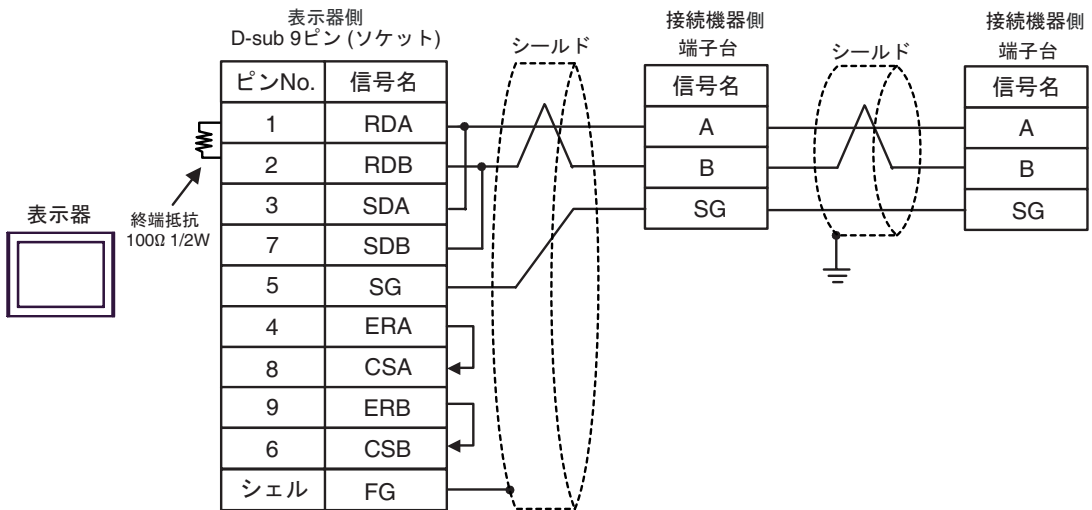 表示器側
D-sub 9ピン (ソケット)
ピンNo. 信号名
1 RDA
2 RDB
3 SDA
7 SDB
5 SG
4 ERA
8 CSA
9 ERB
6 CSB
シェル FG
表示器
終端抵抗
100Ω 1/2W
シールド
接続機器側
端子台
信号名
A
B
SG
シールド
接続機器側
端子台
信号名
A
B
SG